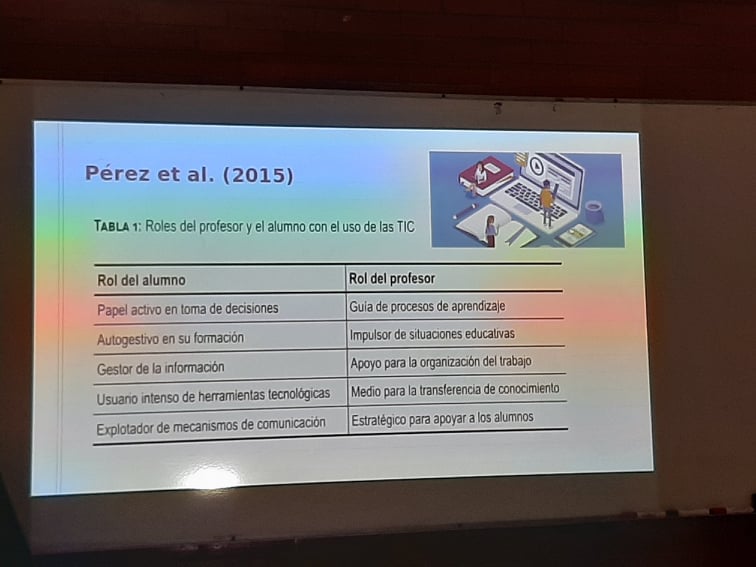 Pérez et al. (2015)
TABLA 1: Roles del profesor y el alumno con el uso de las TIC
Rol del alumno Rol del profesor
Papel activo en toma de decisiones Guía de procesos de aprendizaje
Autogestivo en su formación Impulsor de situaciones educativas
Gestor de la información Apoyo para la organización del trabajo
Usuario intenso de herramientas tecnológicas Medio para la transferencia de conocimiento
Explotador de mecanismos de comunicación Estratégico para apoyar a los alumnos